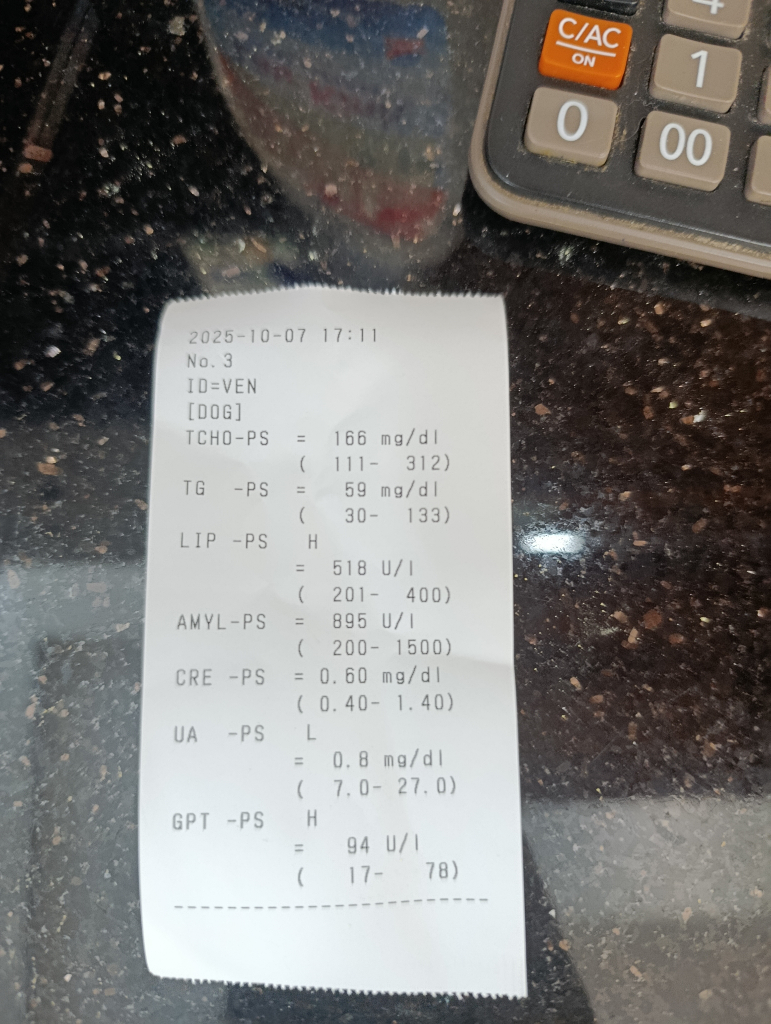 4
C/AC
ON
1
0
00
2025-10-07 17:11
No. 3
ID=VEN
[DOG]
TCHO-PS = 166 mg/dl
( 111- 312)
TG -PS = 59 mg/dl
( 30- 133)
LIP -PS H
= 518 U/l
( 201- 400)
AMYL-PS = 895 U/l
( 200- 1500)
CRE -PS = 0.60 mg/dl
( 0.40- 1.40)
UA -PS L
= 0.8 mg/dl
( 7.0- 27.0)
GPT -PS H
= 94 U/l
( 17- 78)